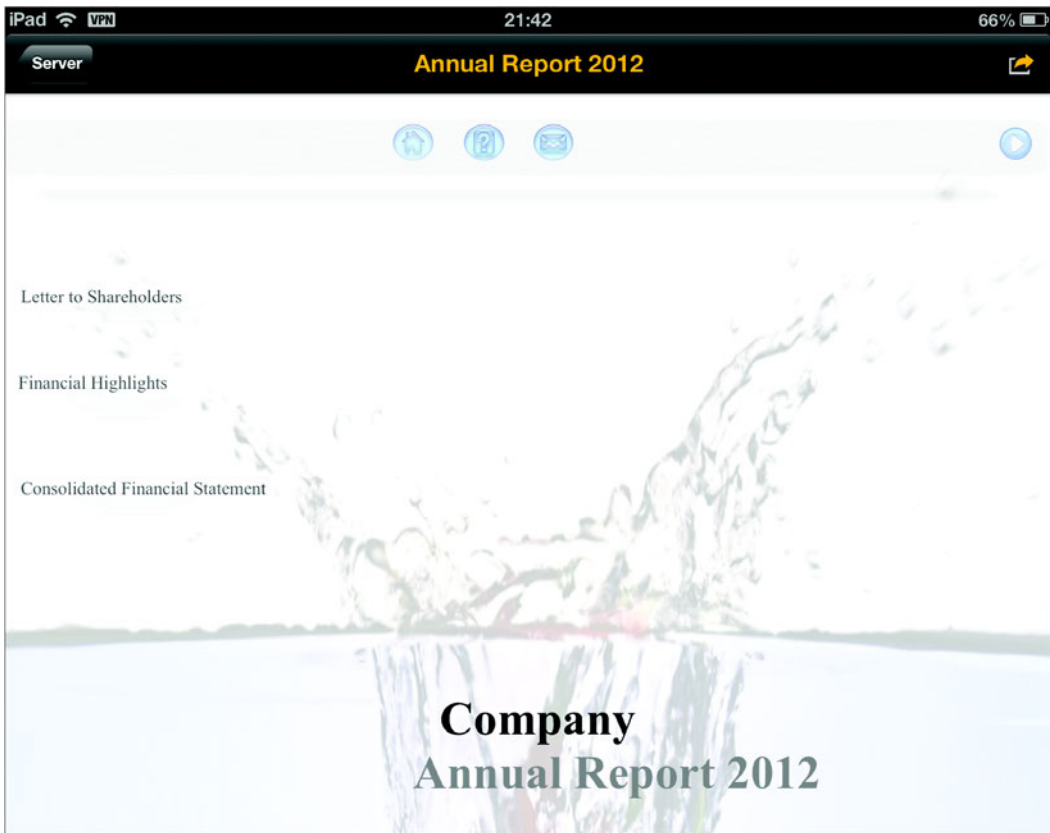 iPad VPN 21:42 66%
Server Annual Report 2012
Letter to Shareholders
Financial Highlights
Consolidated Financial Statement
Company
Annual Report 2012